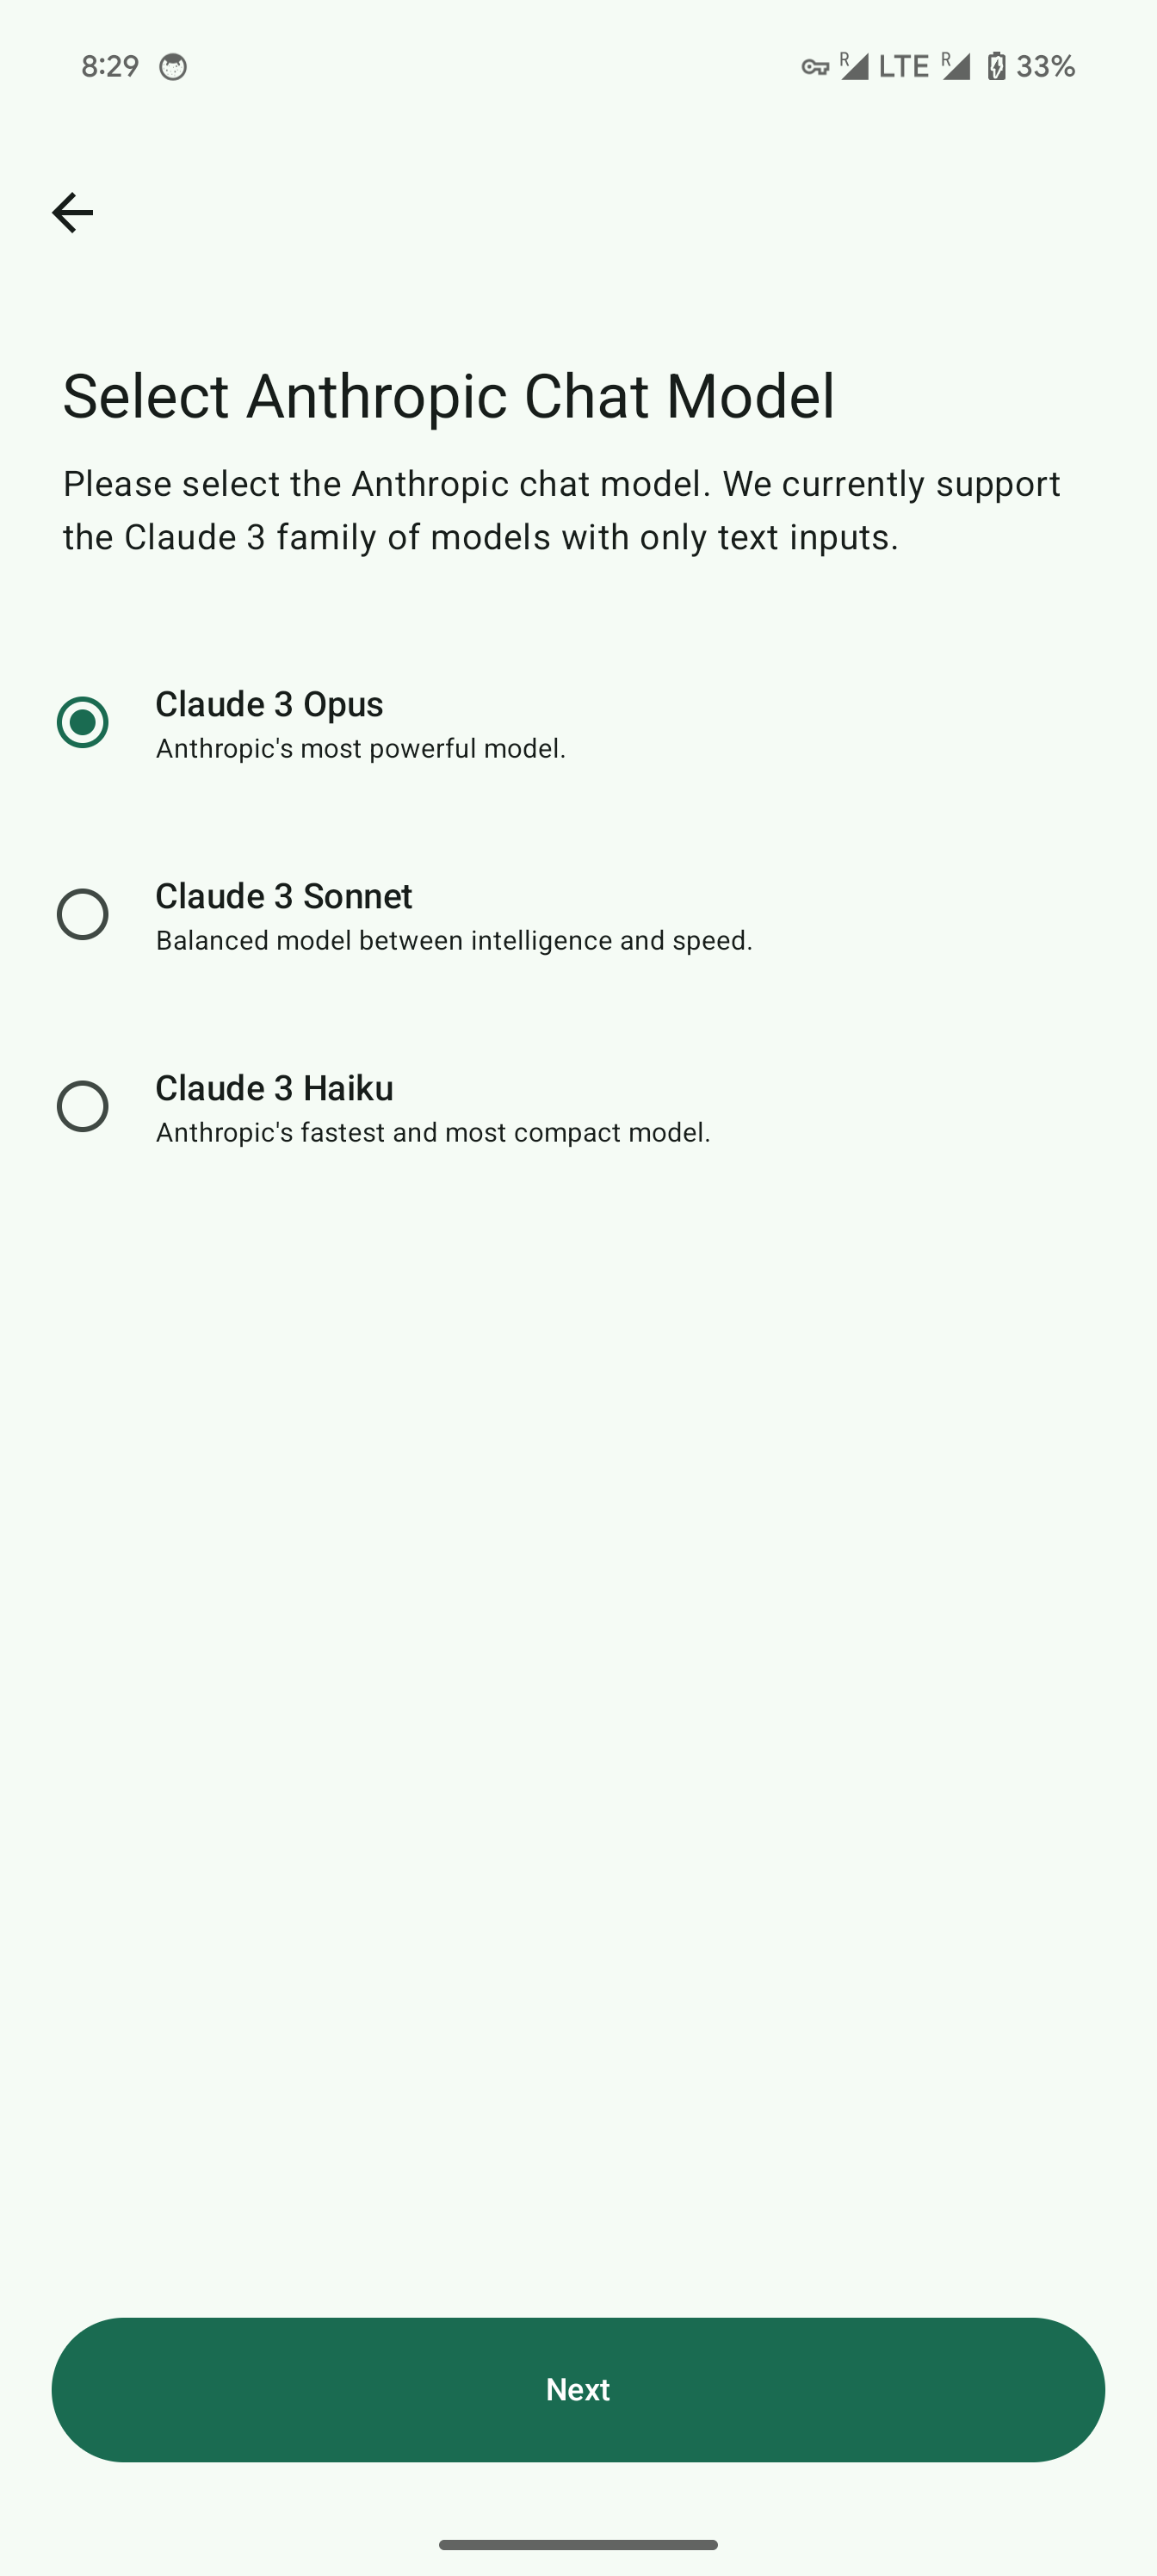 8:29 R LTE R 33%
Select Anthropic Chat Model
Please select the Anthropic chat model. We currently support
the Claude 3 family of models with only text inputs.
Claude 3 Opus
Anthropic's most powerful model.
Claude 3 Sonnet
Balanced model between intelligence and speed.
Claude 3 Haiku
Anthropic's fastest and most compact model.
Next